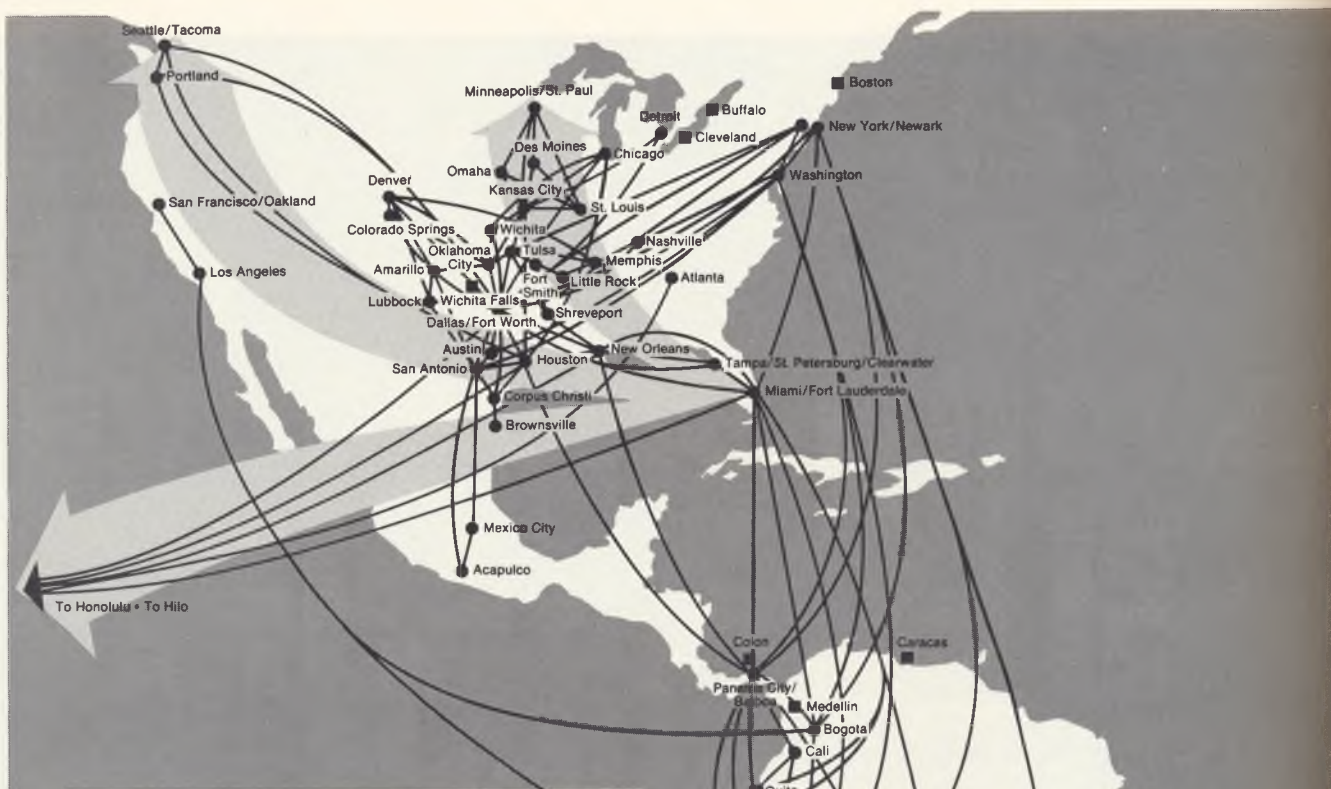 Seattle/Tacoma
Portland
Boston
Minneapolis/St. Paul
Detroit
Buffalo
Cleveland
New York/Newark
Des Moines
Chicago
Omaha
Washington
Denver
Kansas City
San Francisco/Oakland
St. Louis
Colorado Springs
Wichita
Nashville
Oklahoma
City
Tulsa
Memphis
Amarillo
Los Angeles
Fort
Smith
Little Rock
Atlanta
Lubbock
Wichita Falls
Shreveport
Dallas/Fort Worth
Austin
New Orleans
Houston
San Antonio
Tampa/St. Petersburg/Clearwater
Miami/Fort Lauderdale
Corpus Christi
Brownsville
Mexico City
Acapulco
To Honolulu • To Hilo
Colon
Caracas
Panama City/
Balboa
Medellin
Bogota
Cali
Quito